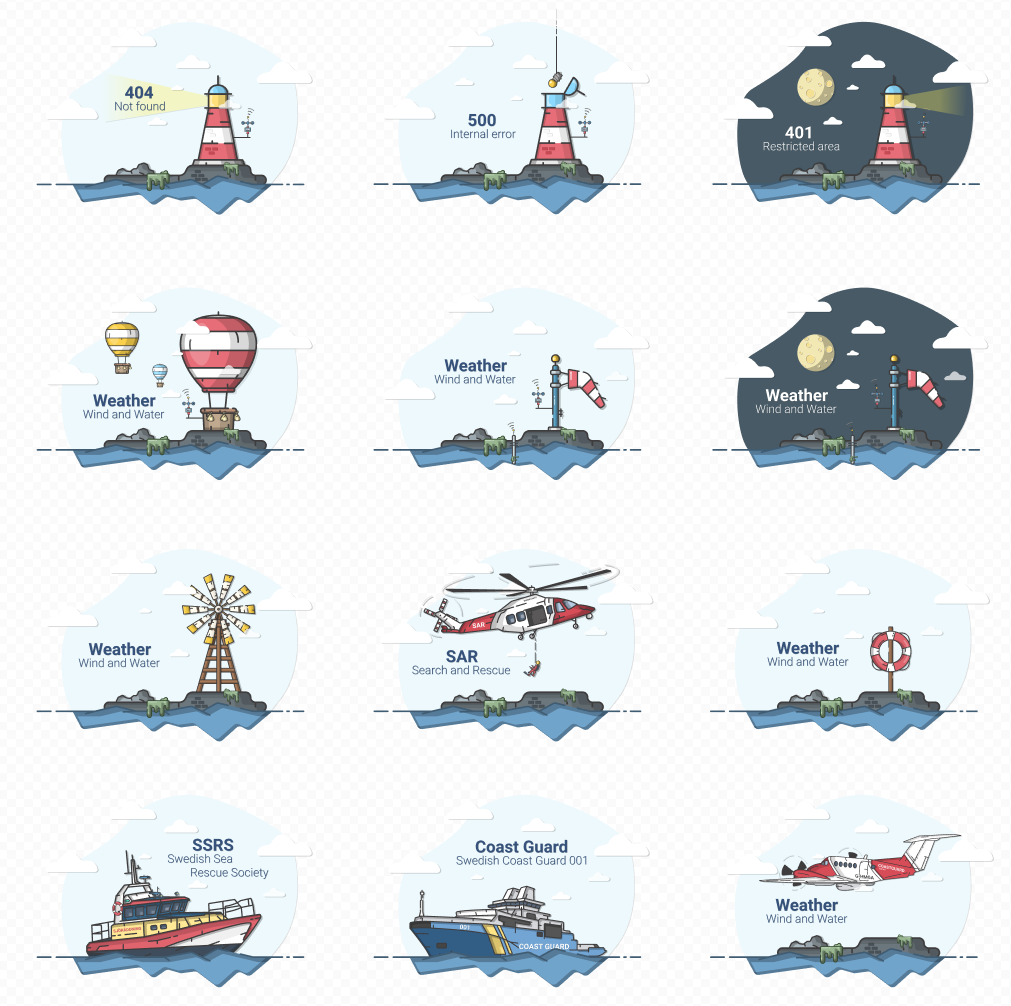 404
Not found
500
Internal error
401
Restricted area
Weather
Wind and Water
Weather
Wind and Water
Weather
Wind and Water
Weather
Wind and Water
SAR
SAR
Search and Rescue
Weather
Wind and Water
SSRS
Swedish Sea
Rescue Society
Coast Guard
Swedish Coast Guard 001
001
COAST GUARD
Weather
Wind and Water